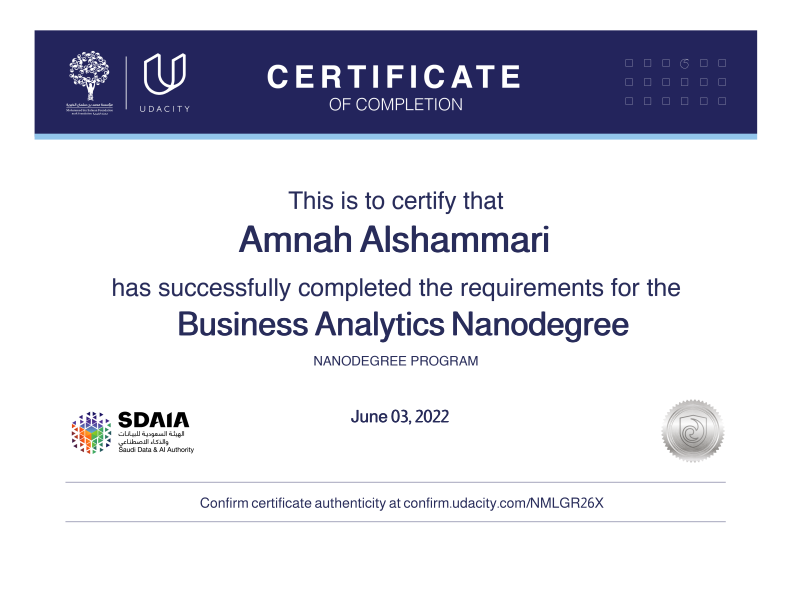 UDACITY
CERTIFICATE
OF COMPLETION
This is to certify that
Amnah Alshammari
has successfully completed the requirements for the
Business Analytics Nanodegree
NANODEGREE PROGRAM
June 03, 2022
SDAIA
الهيئة السعودية للبيانات
والذكاء الاصطناعي
Saudi Data & AI Authority
Confirm certificate authenticity at confirm.udacity.com/NMLGR26X